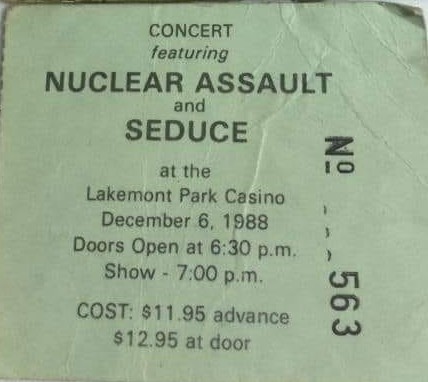 CONCERT
featuring
NUCLEAR ASSAULT
and
SEDUCE
at the
Lakemont Park Casino
December 6, 1988
Doors Open at 6:30 p.m.
Show - 7:00 p.m.
COST: $11.95 advance
$12.95 at door
Nº 563